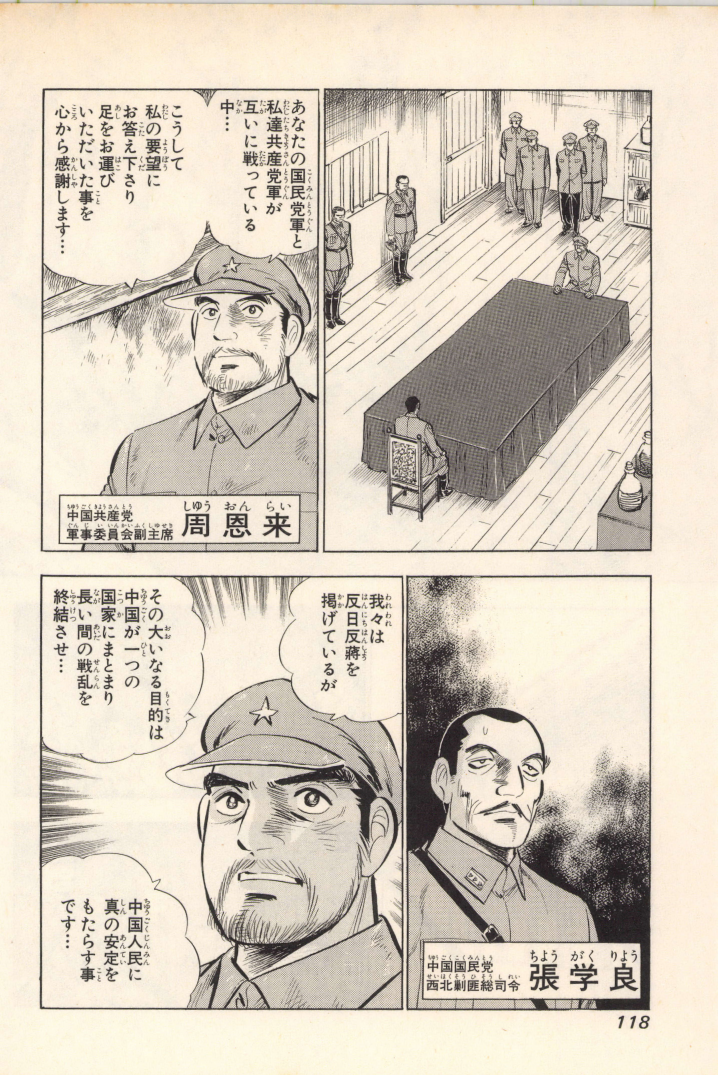 あなたの国民党軍と
私達共産党軍が
互いに戦っている
中…
こうして
私の要望に
お答え下さり
足をお運び
いただいた事を
心から感謝します…
中国共産党
軍事委員会副主席
周恩来
我々は
反日反蔣を
掲げているが
その大いなる目的は
中国が一つの
国家にまとまり
長い間の戦乱を
終結させ…
中国人民に
真の安定を
もたらす事
です…
中国国民党
西北剿匪総司令
張学良
118